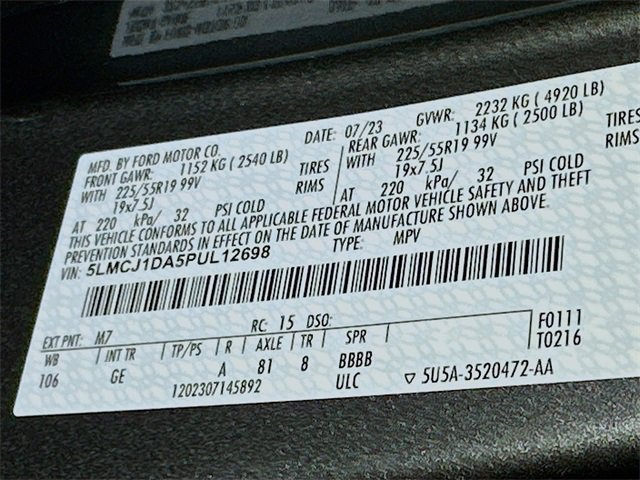 MFD. BY FORD MOTOR CO. DATE: 07/23 GVWR: 2232 KG ( 4920 LB)
FRONT GAWR: 1152 KG ( 2540 LB) REAR GAWR: 1134 KG ( 2500 LB)
WITH 225/55R19 99V TIRES WITH 225/55R19 99V TIRES
19x7.5J RIMS 19x7.5J RIMS
AT 220 kPa/ 32 PSI COLD AT 220 kPa/ 32 PSI COLD
THIS VEHICLE CONFORMS TO ALL APPLICABLE FEDERAL MOTOR VEHICLE SAFETY AND THEFT
PREVENTION STANDARDS IN EFFECT ON THE DATE OF MANUFACTURE SHOWN ABOVE.
VIN: 5LMCJ1DA5PUL12698 TYPE: MPV
EXT PNT: M7 RC: 15 DSO: F0111
WB INT TR TP/PS R AXLE TR SPR T0216
106 GE A 81 8 BBBB
1202307145892 ULC ▽ 5U5A-3520472-AA